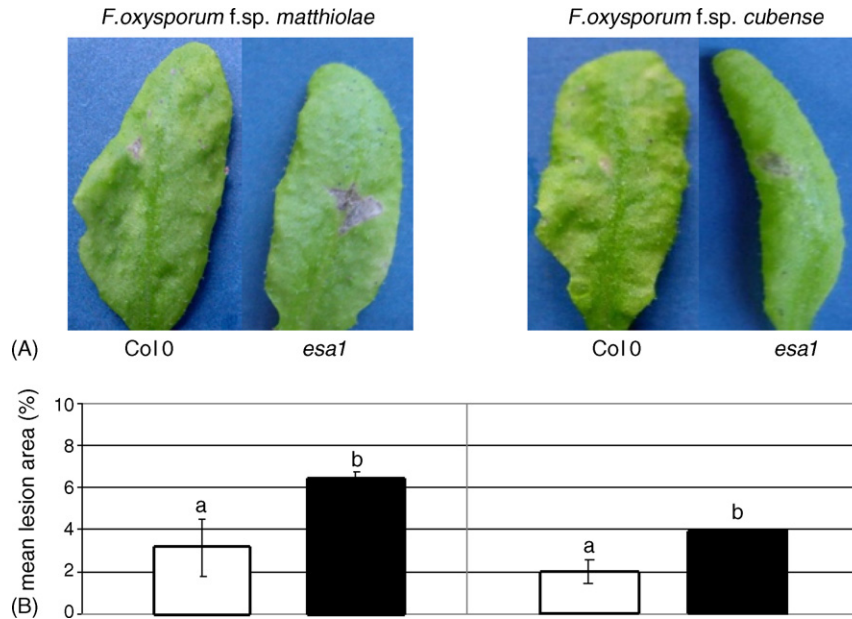 F.oxysporum f.sp. matthiolae F.oxysporum f.sp. cubense
(A) Col 0 esa1 Col 0 esa1
mean lesion area (%)
10
8
a b
6
4
a b
2
(B) 0